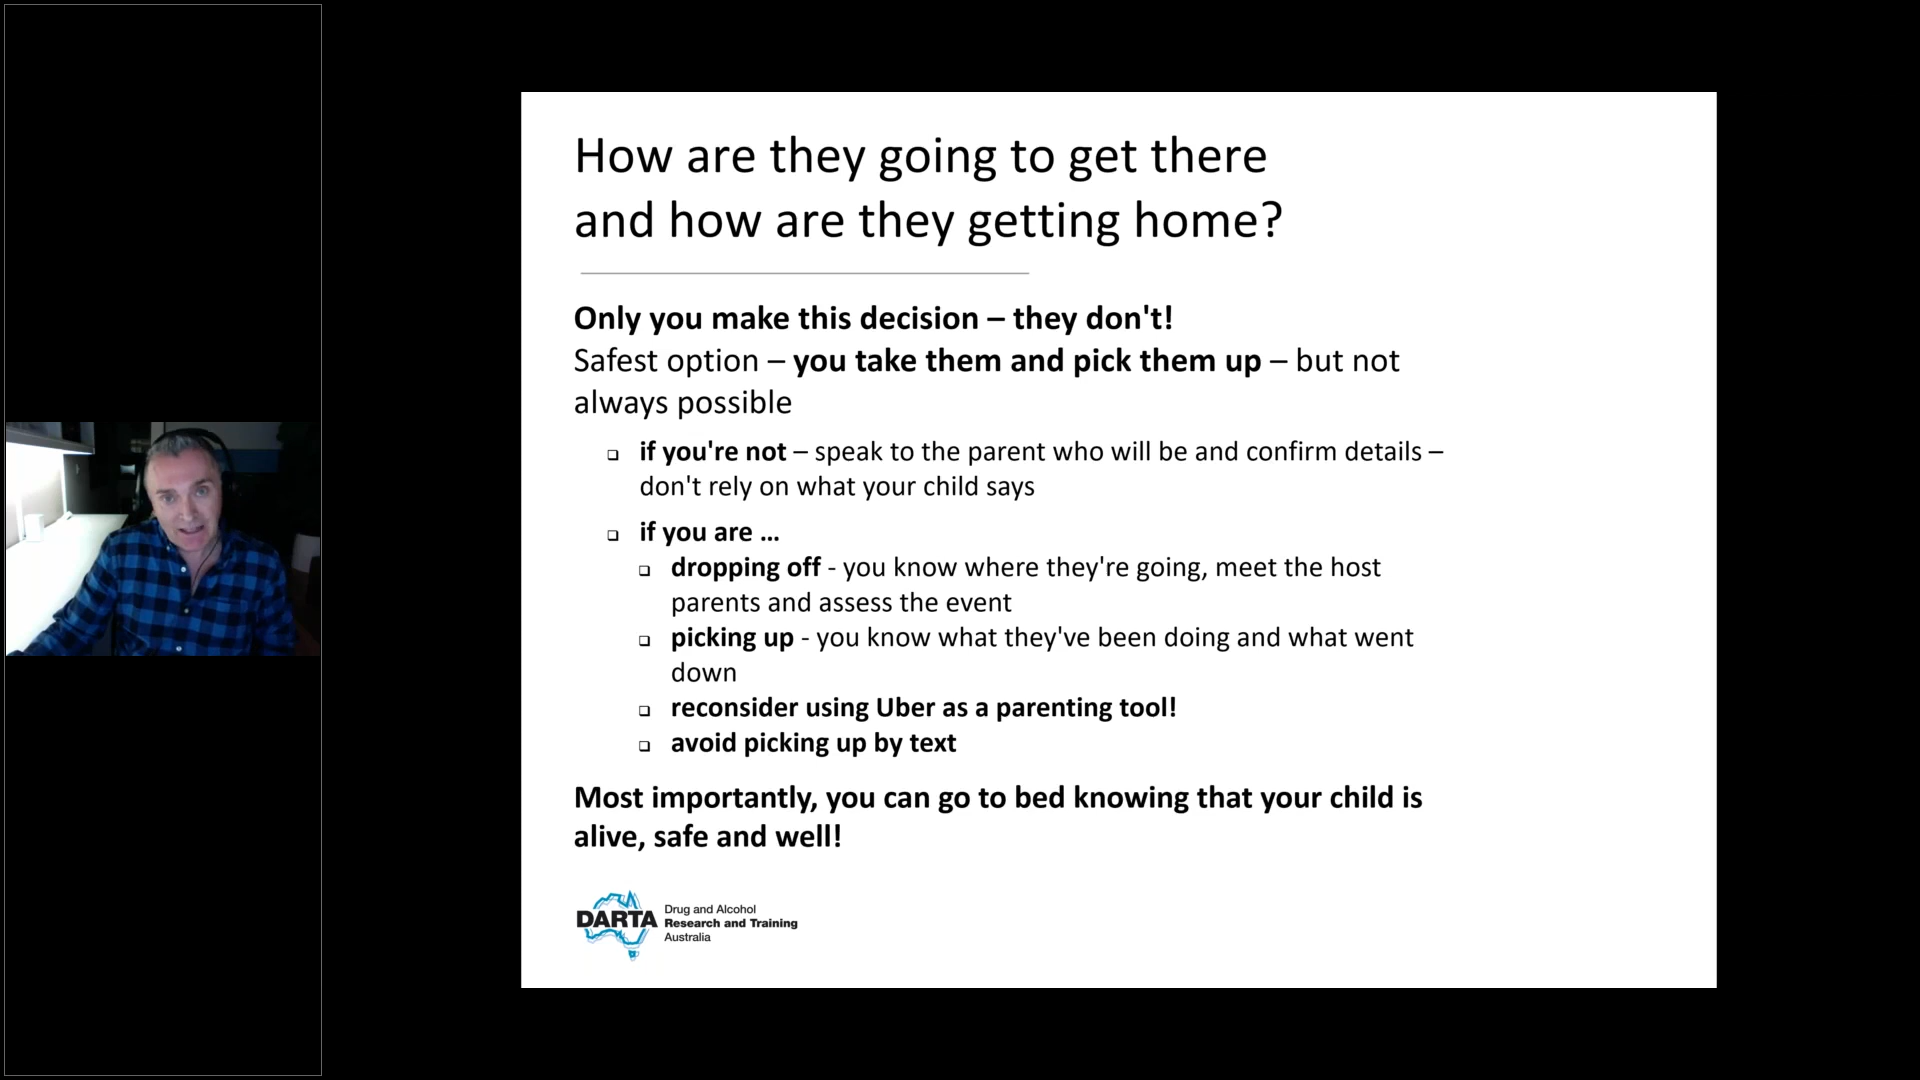 How are they going to get there
and how are they getting home?
Only you make this decision – they don't!
Safest option – you take them and pick them up – but not
always possible
if you're not – speak to the parent who will be and confirm details –
don't rely on what your child says
if you are ...
dropping off - you know where they're going, meet the host
parents and assess the event
picking up - you know what they've been doing and what went
down
reconsider using Uber as a parenting tool!
avoid picking up by text
Most importantly, you can go to bed knowing that your child is
alive, safe and well!
DARTA
Drug and Alcohol
Research and Training
Australia